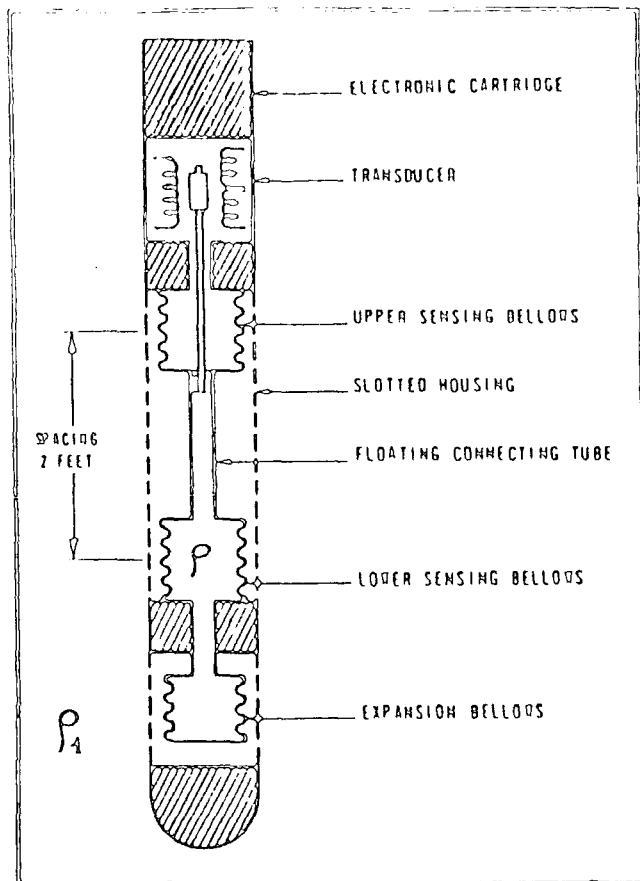 ELECTRONIC CARTRIDGE
TRANSDUCER
UPPER SENSING BELLOWS
SLOTTED HOUSING
SPACING
2 FEET
FLOATING CONNECTING TUBE
ρ
LOWER SENSING BELLOWS
EXPANSION BELLOWS
ρ₁